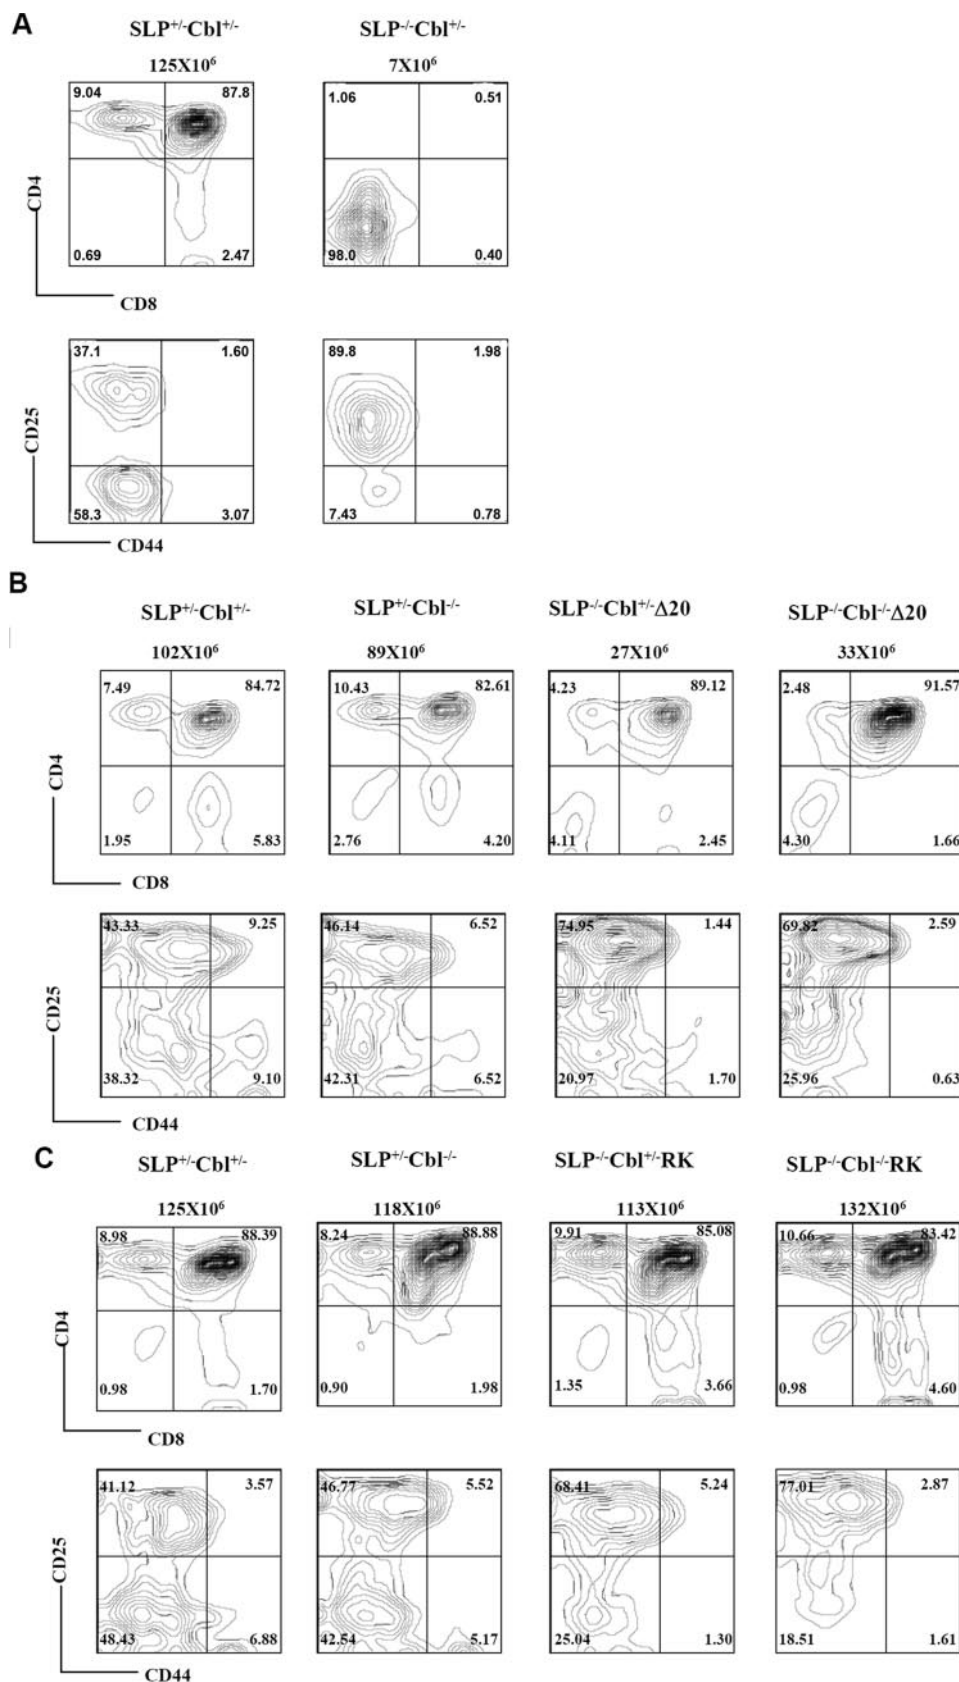 A
SLP+/-Cbl+/- SLP-/-Cbl+/-
125X10⁶ 7X10⁶
9.04 87.8 1.06 0.51
CD4
0.69 2.47 98.0 0.40
CD8
37.1 1.60 89.8 1.98
CD25
58.3 3.07 7.43 0.78
CD44
B
SLP+/-Cbl+/- SLP+/-Cbl-/- SLP-/-Cbl+/-Δ20 SLP-/-Cbl-/-Δ20
102X10⁶ 89X10⁶ 27X10⁶ 33X10⁶
7.49 84.72 10.43 82.61 4.23 89.12 2.48 91.57
CD4
1.95 5.83 2.76 4.20 4.11 2.45 4.30 1.66
CD8
43.33 9.25 46.14 6.52 74.95 1.44 69.82 2.59
CD25
38.32 9.10 42.31 6.52 20.97 1.70 25.96 0.63
CD44
C
SLP+/-Cbl+/- SLP+/-Cbl-/- SLP-/-Cbl+/-RK SLP-/-Cbl-/-RK
125X10⁶ 118X10⁶ 113X10⁶ 132X10⁶
8.98 88.39 8.24 88.88 9.91 85.08 10.66 83.42
CD4
0.98 1.70 0.90 1.98 1.35 3.66 0.98 4.60
CD8
41.12 3.57 46.77 5.52 68.41 5.24 77.01 2.87
CD25
48.43 6.88 42.54 5.17 25.04 1.30 18.51 1.61
CD44